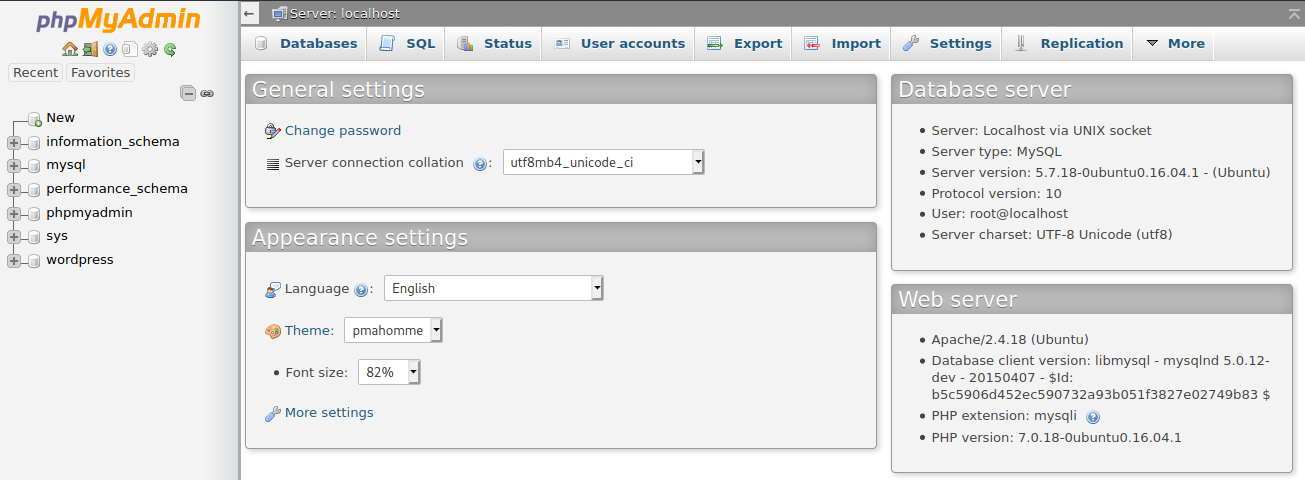 phpMyAdmin
Recent Favorites
New
information_schema
mysql
performance_schema
phpmyadmin
sys
wordpress
Server: localhost
Databases SQL Status User accounts Export Import Settings Replication More
General settings
Change password
Server connection collation : utf8mb4_unicode_ci
Appearance settings
Language : English
Theme: pmahomme
• Font size: 82%
More settings
Database server
• Server: Localhost via UNIX socket
• Server type: MySQL
• Server version: 5.7.18-0ubuntu0.16.04.1 - (Ubuntu)
• Protocol version: 10
• User: root@localhost
• Server charset: UTF-8 Unicode (utf8)
Web server
• Apache/2.4.18 (Ubuntu)
• Database client version: libmysql - mysqlnd 5.0.12-
dev - 20150407 - $Id:
b5c5906d452ec590732a93b051f3827e02749b83 $
• PHP extension: mysqli
• PHP version: 7.0.18-0ubuntu0.16.04.1